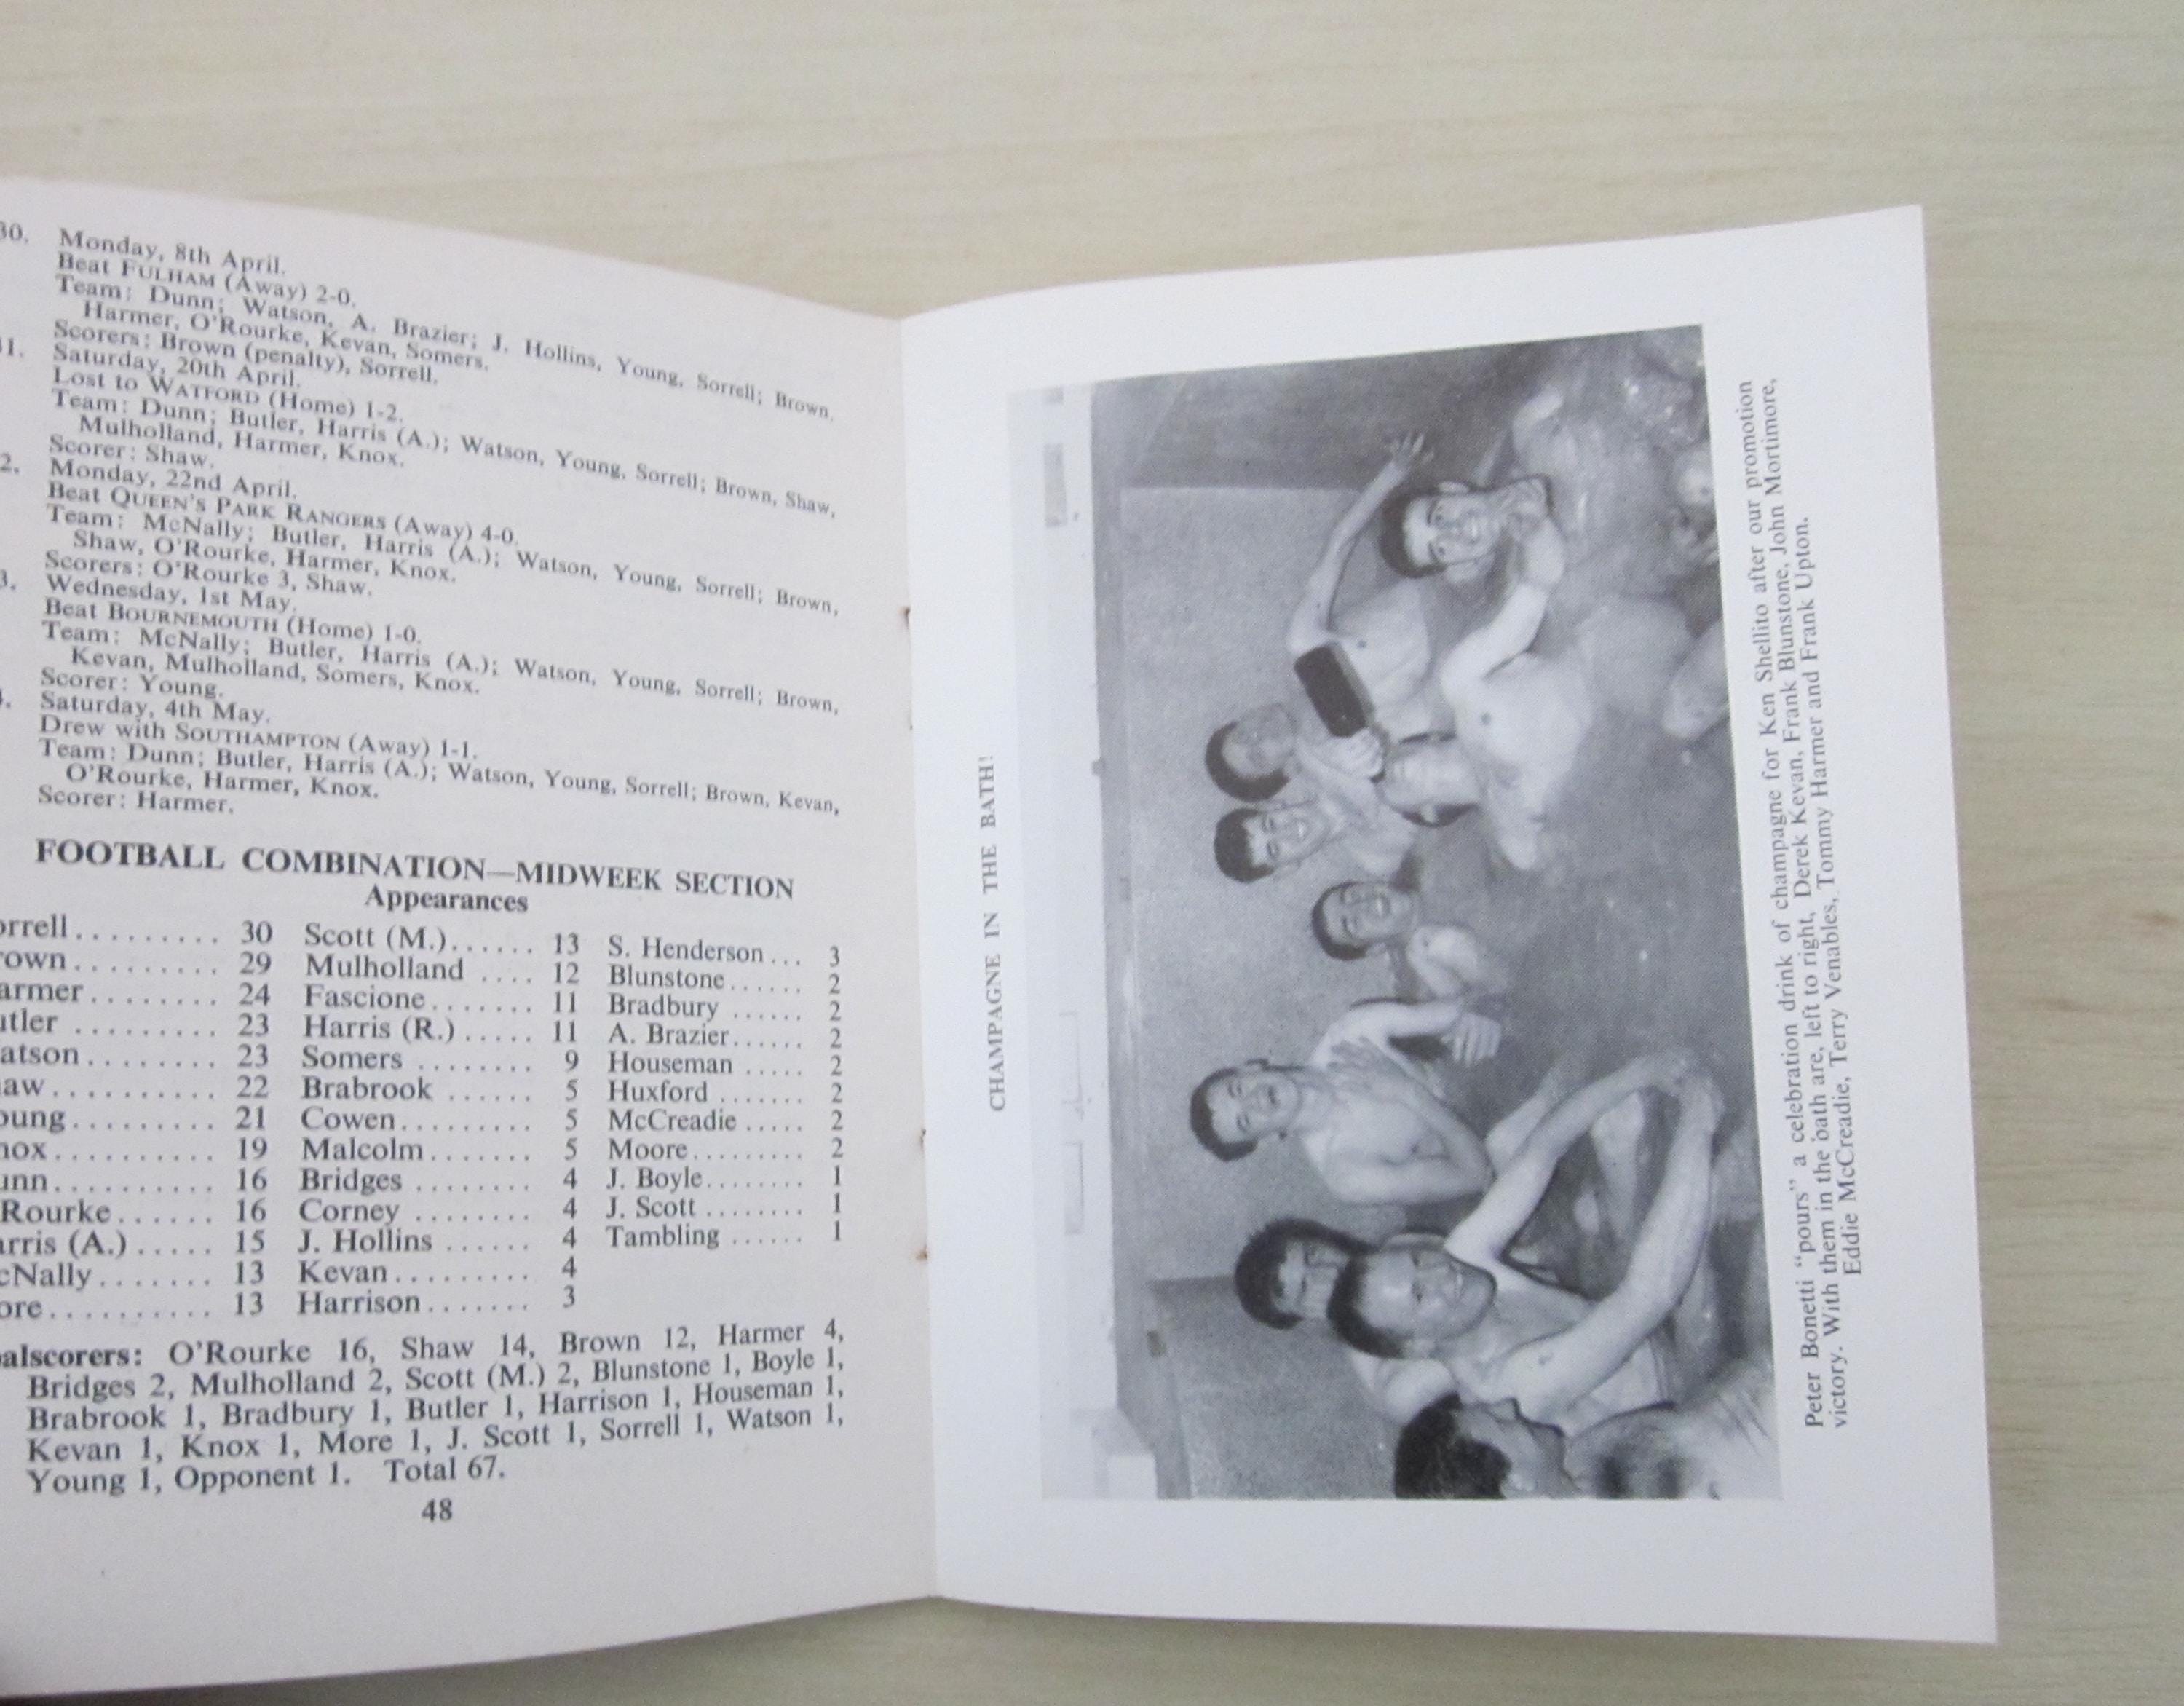 30. Monday, 8th April.
Beat FULHAM (Away) 2-0.
Team: Dunn; Watson, A. Brazier; J. Hollins, Young, Sorrell; Brown.
Harmer, O'Rourke, Kevan, Somers.
Scorers: Brown (penalty), Sorrell.
31. Saturday, 20th April.
Lost to WATFORD (Home) 1-2.
Team: Dunn; Butler, Harris (A.); Watson, Young, Sorrell; Brown, Shaw,
Mulholland, Harmer, Knox.
Scorer: Shaw.
2. Monday, 22nd April.
Beat QUEEN'S PARK RANGERS (Away) 4-0.
Team: McNally; Butler, Harris (A.); Watson, Young, Sorrell; Brown,
Shaw, O'Rourke, Harmer, Knox.
Scorers: O'Rourke 3, Shaw.
3. Wednesday, 1st May.
Beat BOURNEMOUTH (Home) 1-0.
Team: McNally; Butler, Harris (A.); Watson, Young, Sorrell; Brown,
Kevan, Mulholland, Somers, Knox.
Scorer: Young.
Saturday, 4th May.
Drew with SOUTHAMPTON (Away) 1-1.
Team: Dunn; Butler, Harris (A.); Watson, Young, Sorrell; Brown, Kevan,
O'Rourke, Harmer, Knox.
Scorer: Harmer.
FOOTBALL COMBINATION—MIDWEEK SECTION
Appearances
orrell......... 30 Scott (M.)...... 13 S. Henderson... 3
rown......... 29 Mulholland .... 12 Blunstone...... 2
armer........ 24 Fascione....... 11 Bradbury ...... 2
utler ......... 23 Harris (R.)..... 11 A. Brazier...... 2
atson......... 23 Somers ........ 9 Houseman ..... 2
aw.......... 22 Brabrook ...... 5 Huxford ....... 2
oung......... 21 Cowen......... 5 McCreadie ..... 2
nox.......... 19 Malcolm....... 5 Moore......... 2
unn.......... 16 Bridges ........ 4 J. Boyle........ 1
Rourke...... 16 Corney ........ 4 J. Scott ........ 1
arris (A.)..... 15 J. Hollins ...... 4 Tambling ...... 1
cNally....... 13 Kevan......... 4
ore.......... 13 Harrison....... 3
alscorers: O'Rourke 16, Shaw 14, Brown 12, Harmer 4,
Bridges 2, Mulholland 2, Scott (M.) 2, Blunstone 1, Boyle 1,
Brabrook 1, Bradbury 1, Butler 1, Harrison 1, Houseman 1,
Kevan 1, Knox 1, More 1, J. Scott 1, Sorrell 1, Watson 1,
Young 1, Opponent 1. Total 67.
48
CHAMPAGNE IN THE BATH!
Peter Bonetti "pours" a celebration drink of champagne for Ken Shellito after our promotion
victory. With them in the bath are, left to right, Derek Kevan, Frank Blunstone, John Mortimore,
Eddie McCreadie, Terry Venables, Tommy Harmer and Frank Upton.